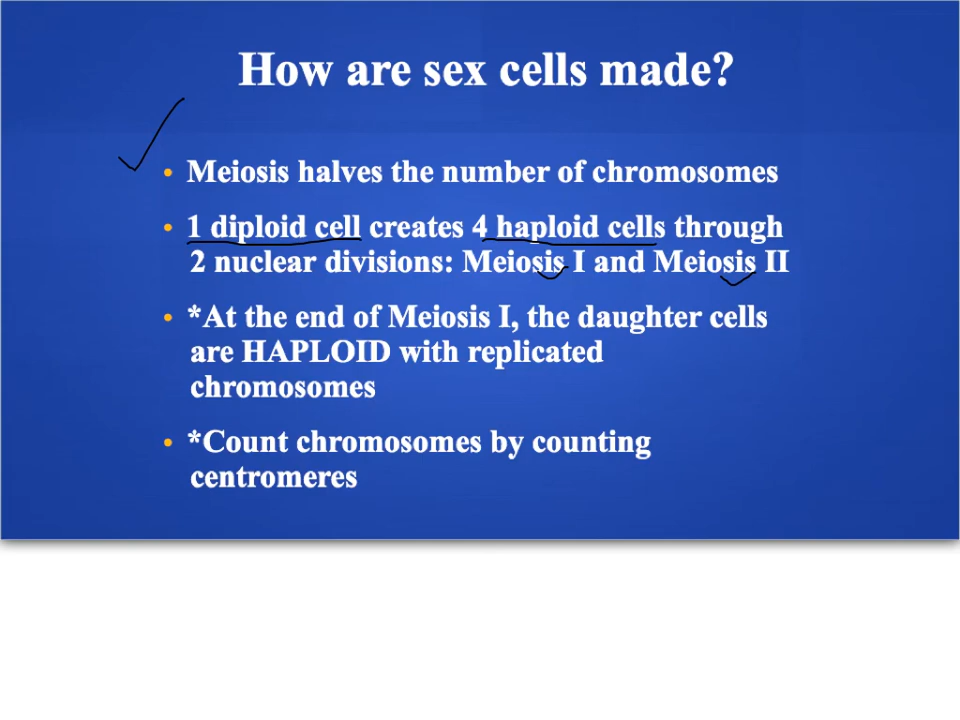 How are sex cells made?
• Meiosis halves the number of chromosomes
• 1 diploid cell creates 4 haploid cells through
2 nuclear divisions: Meiosis I and Meiosis II
• *At the end of Meiosis I, the daughter cells
are HAPLOID with replicated
chromosomes
• *Count chromosomes by counting
centromeres